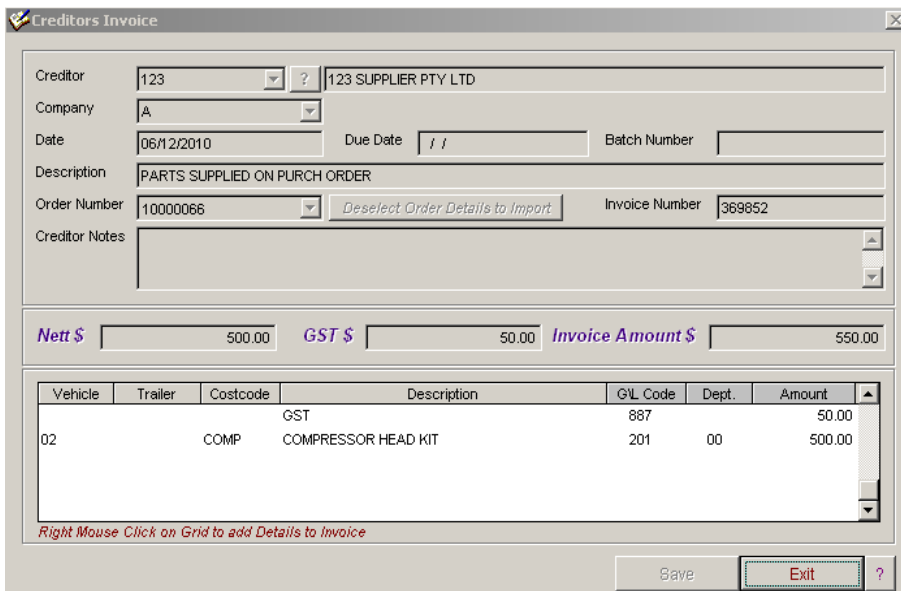 Creditors Invoice
Creditor 123 ? 123 SUPPLIER PTY LTD
Company A
Date 06/12/2010 Due Date / / Batch Number
Description PARTS SUPPLIED ON PURCH ORDER
Order Number 10000066 Deselect Order Details to Import Invoice Number 369852
Creditor Notes
Nett $ 500.00 GST $ 50.00 Invoice Amount $ 550.00
Vehicle Trailer Costcode Description G\L Code Dept. Amount
GST 887 50.00
02 COMP COMPRESSOR HEAD KIT 201 00 500.00
Right Mouse Click on Grid to add Details to Invoice
Save Exit ?